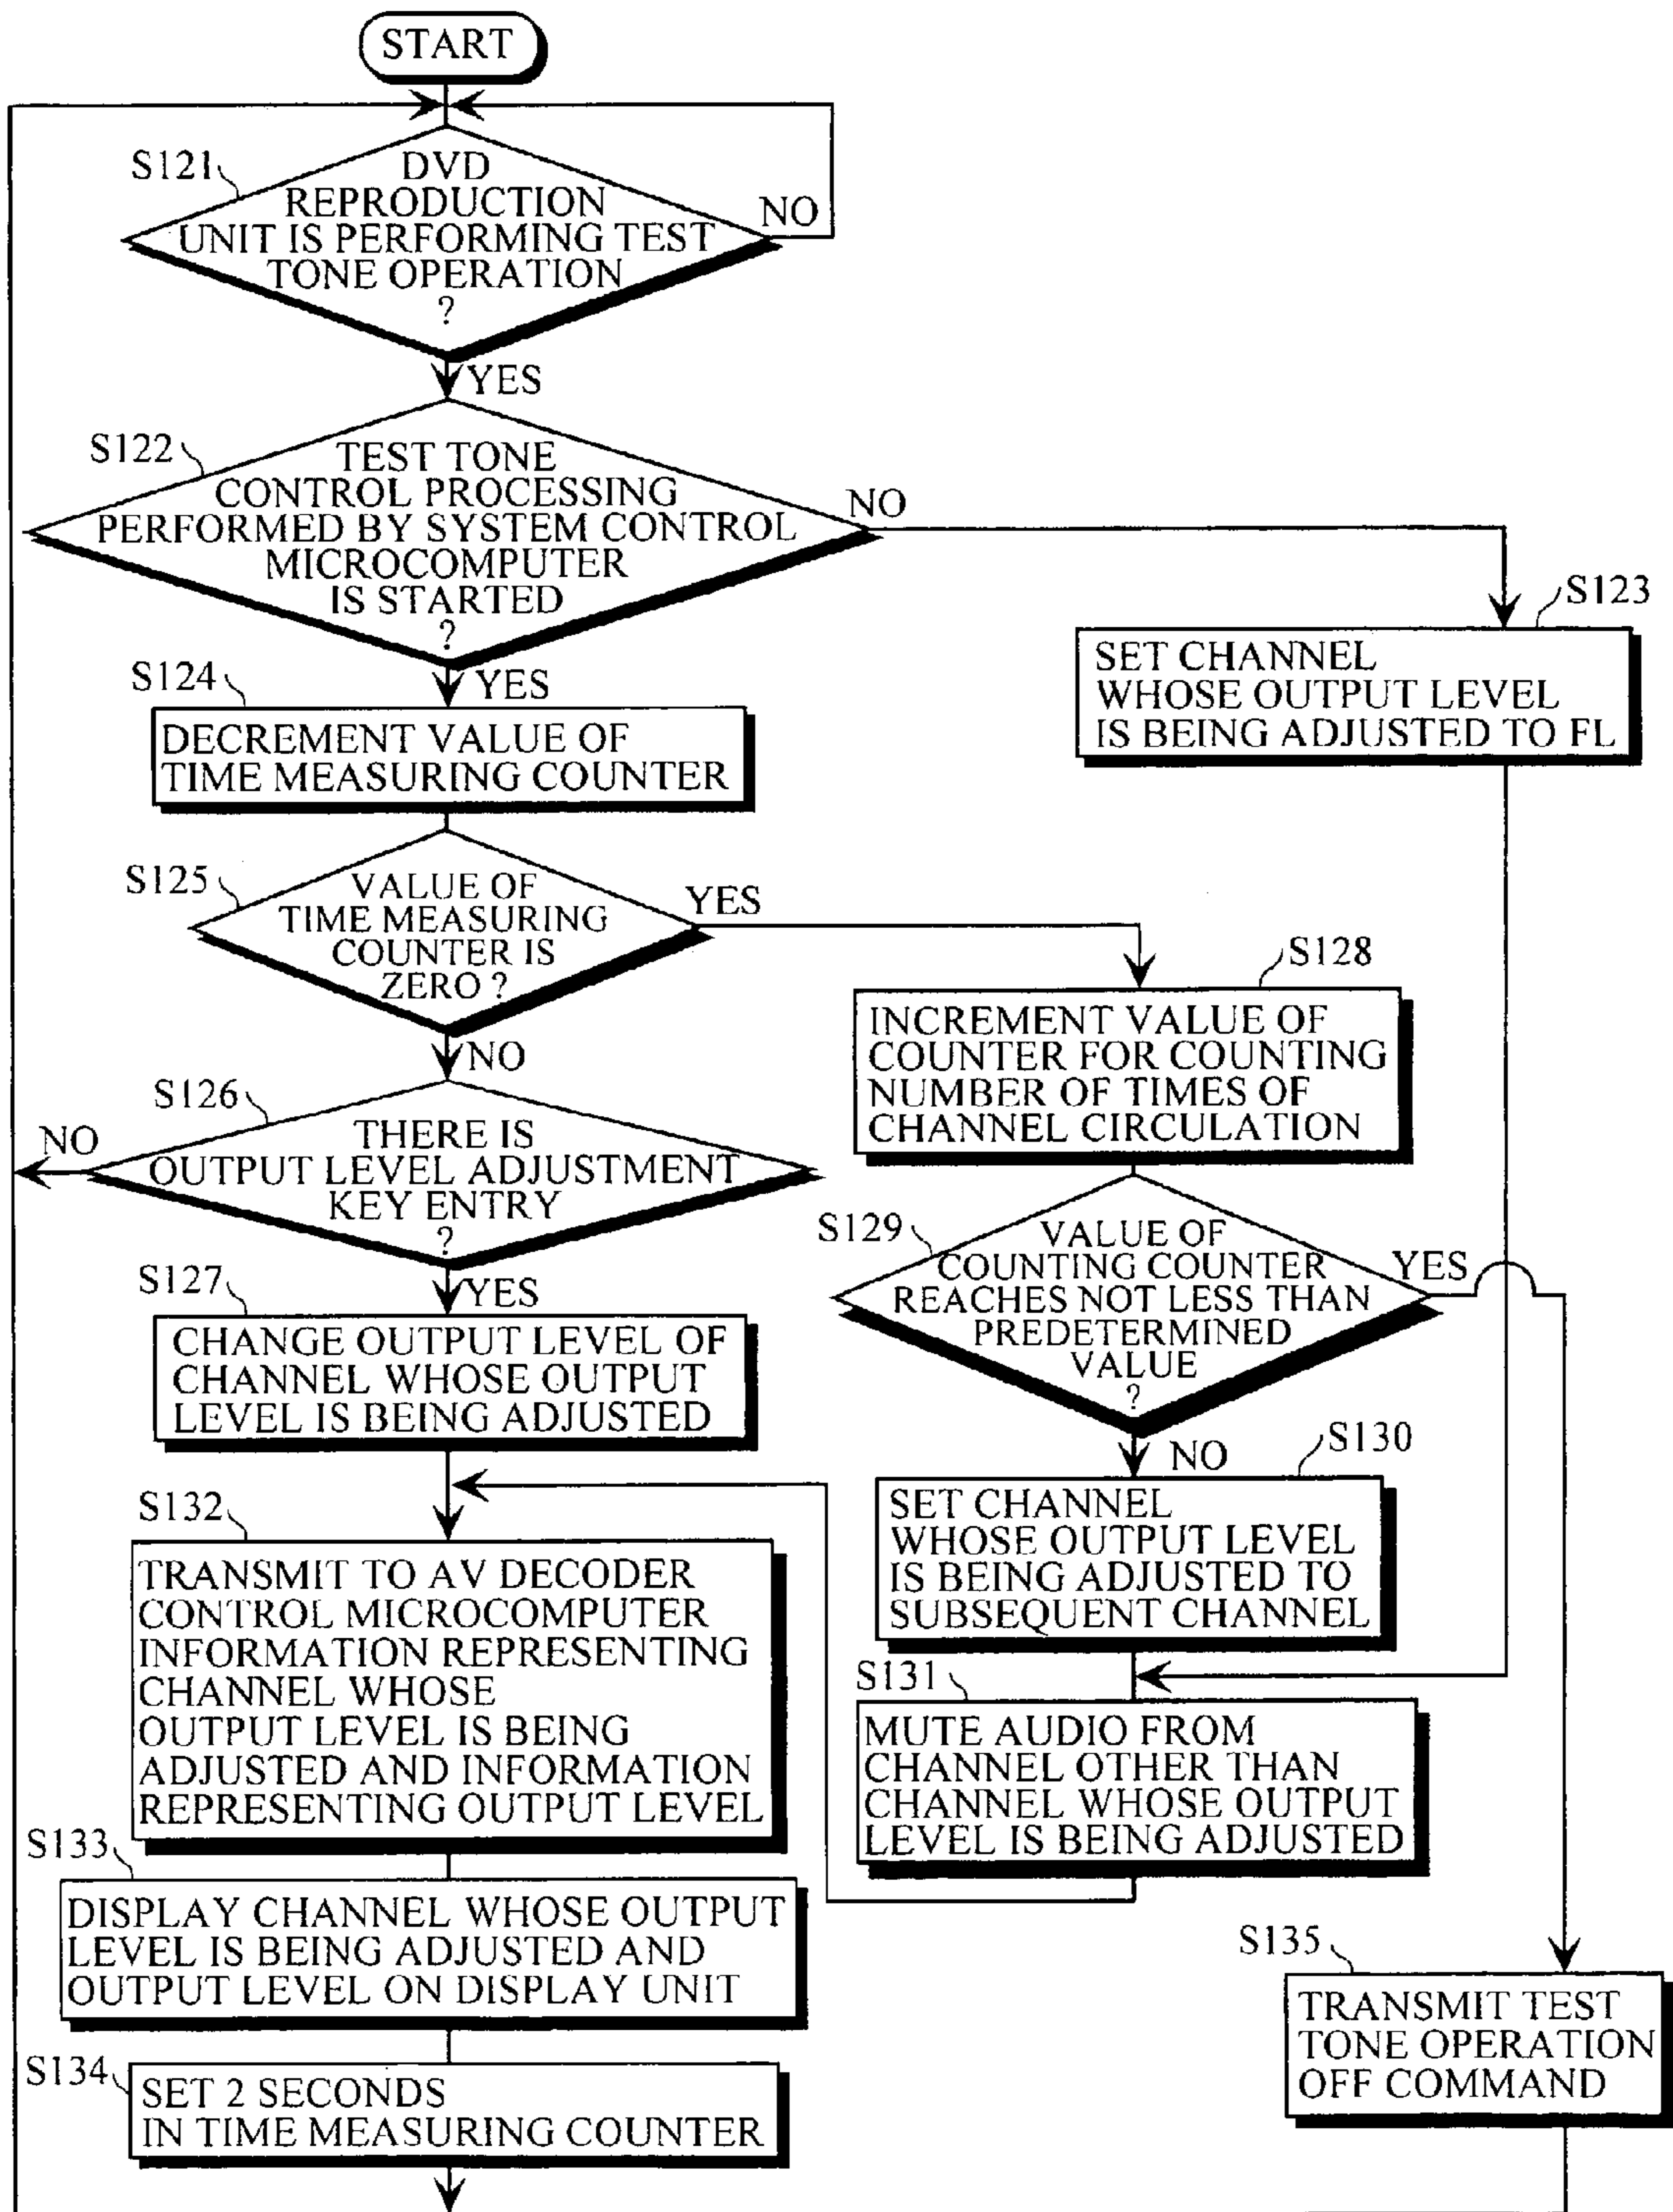 START
S121
DVD
REPRODUCTION
UNIT IS PERFORMING TEST
TONE OPERATION
?
NO
YES
S122
TEST TONE
CONTROL PROCESSING
PERFORMED BY SYSTEM CONTROL
MICROCOMPUTER
IS STARTED
?
NO
YES
S123
SET CHANNEL
WHOSE OUTPUT LEVEL
IS BEING ADJUSTED TO FL
S124
DECREMENT VALUE OF
TIME MEASURING COUNTER
S125
VALUE OF
TIME MEASURING
COUNTER IS
ZERO ?
YES
NO
S126
THERE IS
OUTPUT LEVEL ADJUSTMENT
KEY ENTRY
?
NO
YES
S127
CHANGE OUTPUT LEVEL OF
CHANNEL WHOSE OUTPUT
LEVEL IS BEING ADJUSTED
S128
INCREMENT VALUE OF
COUNTER FOR COUNTING
NUMBER OF TIMES OF
CHANNEL CIRCULATION
S129
VALUE OF
COUNTING COUNTER
REACHES NOT LESS THAN
PREDETERMINED
VALUE
?
YES
NO
S130
SET CHANNEL
WHOSE OUTPUT LEVEL
IS BEING ADJUSTED TO
SUBSEQUENT CHANNEL
S131
MUTE AUDIO FROM
CHANNEL OTHER THAN
CHANNEL WHOSE OUTPUT
LEVEL IS BEING ADJUSTED
S132
TRANSMIT TO AV DECODER
CONTROL MICROCOMPUTER
INFORMATION REPRESENTING
CHANNEL WHOSE
OUTPUT LEVEL IS BEING
ADJUSTED AND INFORMATION
REPRESENTING OUTPUT LEVEL
S133
DISPLAY CHANNEL WHOSE OUTPUT
LEVEL IS BEING ADJUSTED AND
OUTPUT LEVEL ON DISPLAY UNIT
S134
SET 2 SECONDS
IN TIME MEASURING COUNTER
S135
TRANSMIT TEST
TONE OPERATION
OFF COMMAND